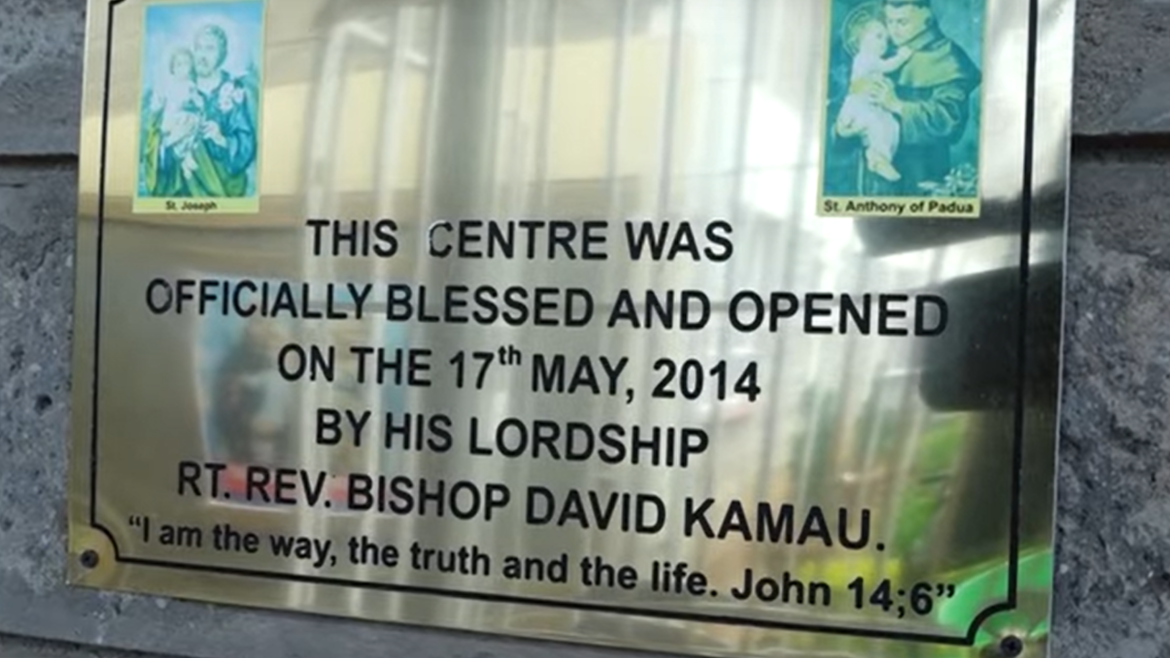 St. Joseph
St. Anthony of Padua
THIS CENTRE WAS
OFFICIALLY BLESSED AND OPENED
ON THE 17th MAY, 2014
BY HIS LORDSHIP
RT. REV. BISHOP DAVID KAMAU.
“I am the way, the truth and the life. John 14;6”